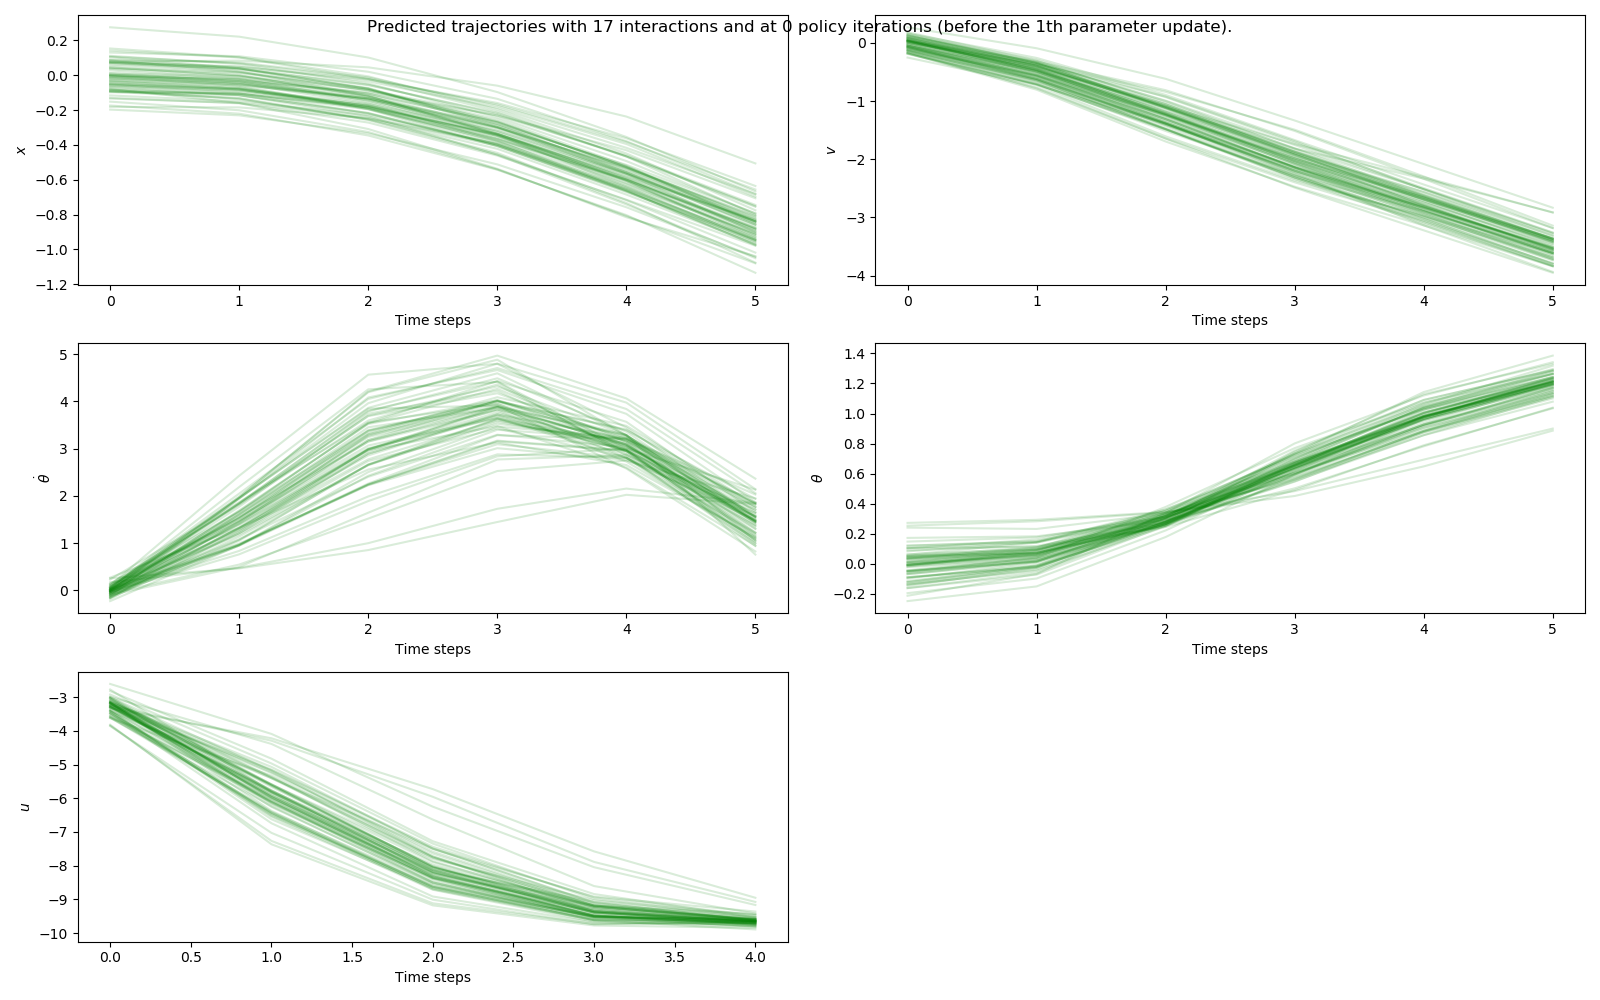 Predicted trajectories with 17 interactions and at 0 policy iterations (before the 1th parameter update).
0.2
0.0
−0.2
−0.4
−0.6
−0.8
−1.0
−1.2
x
0 1 2 3 4 5
Time steps
0
−1
−2
−3
−4
v
0 1 2 3 4 5
Time steps
5
4
3
2
1
0
θ̇
0 1 2 3 4 5
Time steps
1.4
1.2
1.0
0.8
0.6
0.4
0.2
0.0
−0.2
θ
0 1 2 3 4 5
Time steps
−3
−4
−5
−6
−7
−8
−9
−10
u
0.0 0.5 1.0 1.5 2.0 2.5 3.0 3.5 4.0
Time steps